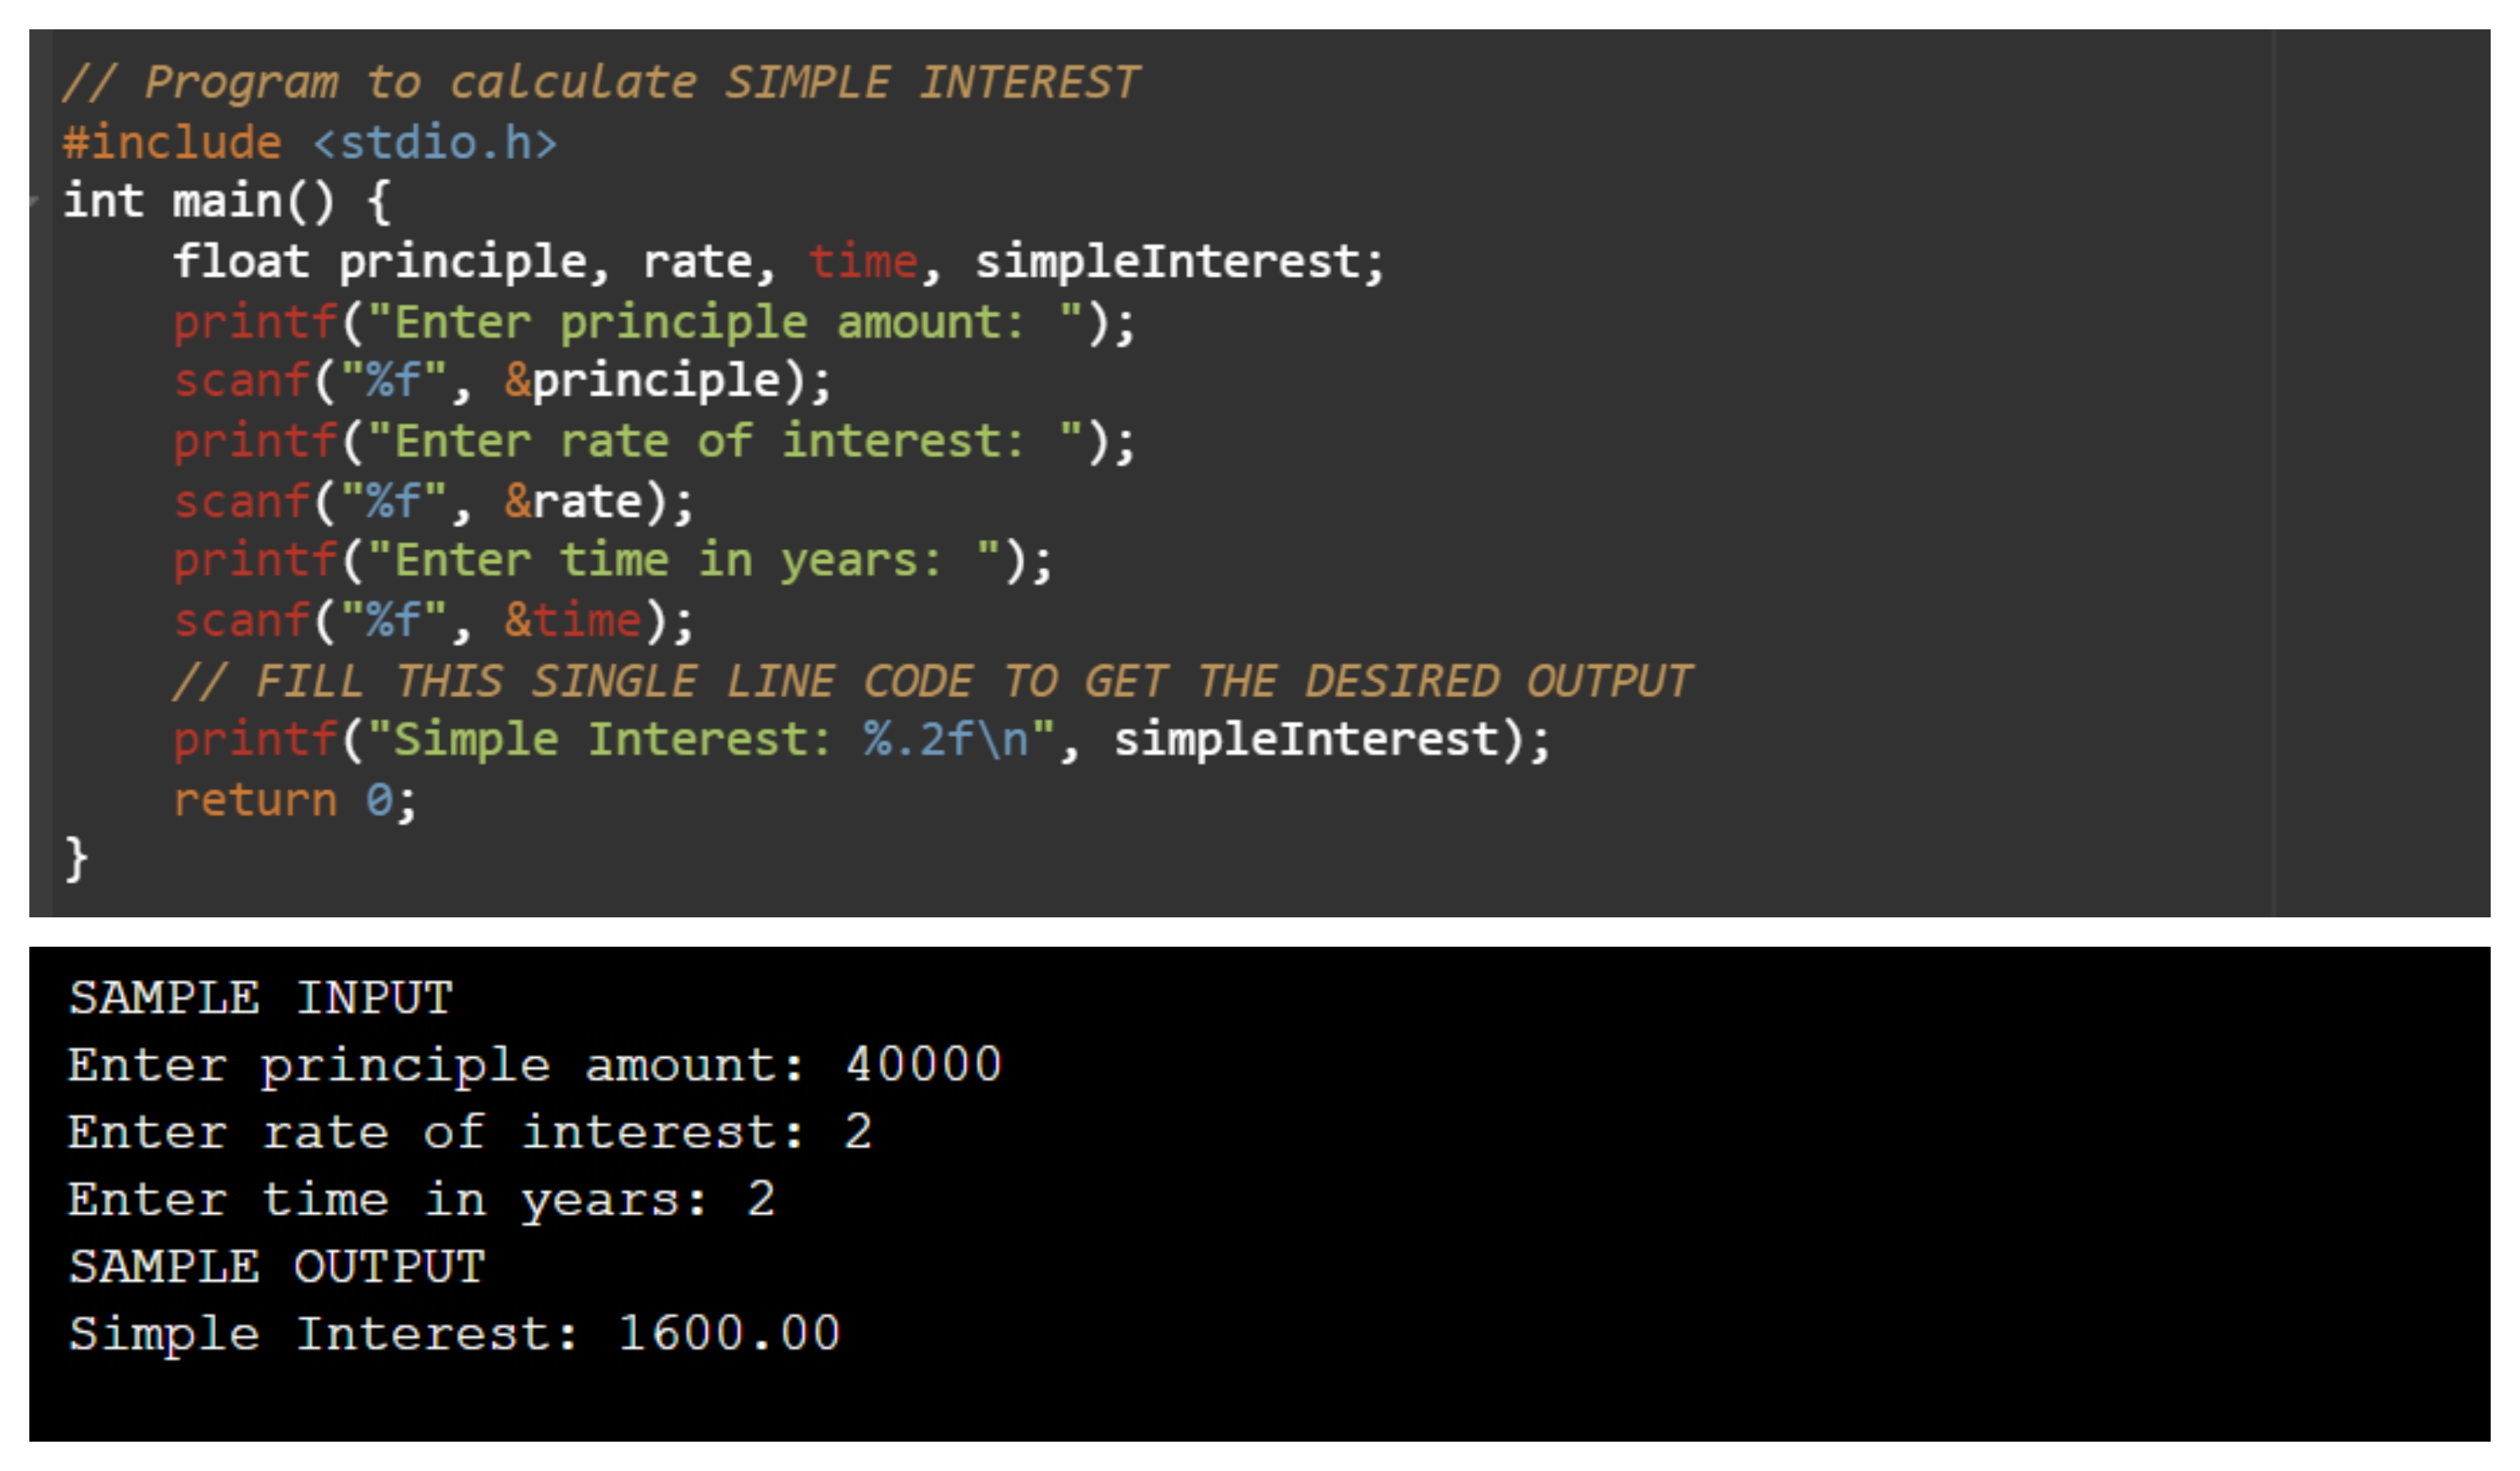 // Program to calculate SIMPLE INTEREST
#include <stdio.h>
int main() {
    float principle, rate, time, simpleInterest;
    printf("Enter principle amount: ");
    scanf("%f", &principle);
    printf("Enter rate of interest: ");
    scanf("%f", &rate);
    printf("Enter time in years: ");
    scanf("%f", &time);
    // FILL THIS SINGLE LINE CODE TO GET THE DESIRED OUTPUT
    printf("Simple Interest: %.2f\n", simpleInterest);
    return 0;
}
SAMPLE INPUT
Enter principle amount: 40000
Enter rate of interest: 2
Enter time in years: 2
SAMPLE OUTPUT
Simple Interest: 1600.00